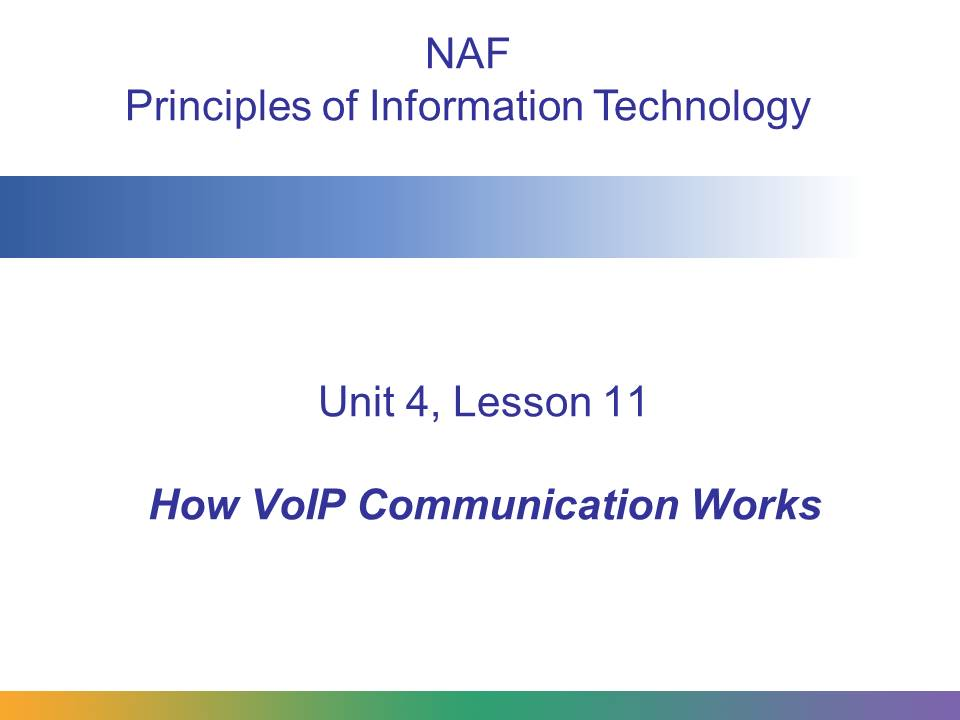 NAF
Principles of Information Technology
Unit 4, Lesson 11
How VoIP Communication Works